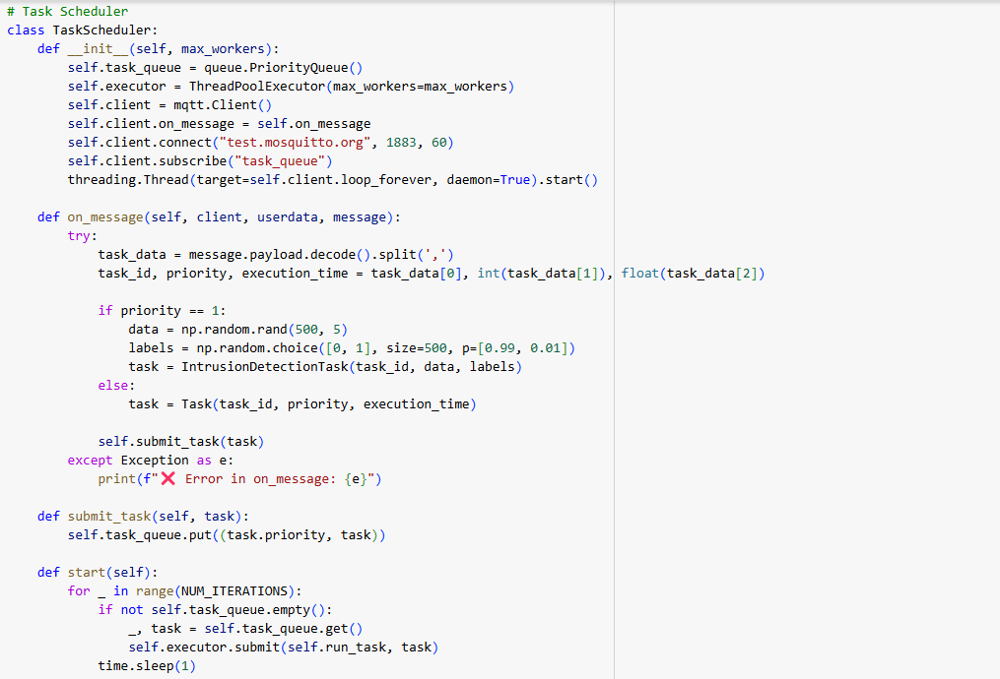 # Task Scheduler
class TaskScheduler:
    def __init__(self, max_workers):
        self.task_queue = queue.PriorityQueue()
        self.executor = ThreadPoolExecutor(max_workers=max_workers)
        self.client = mqtt.Client()
        self.client.on_message = self.on_message
        self.client.connect("test.mosquitto.org", 1883, 60)
        self.client.subscribe("task_queue")
        threading.Thread(target=self.client.loop_forever, daemon=True).start()

    def on_message(self, client, userdata, message):
        try:
            task_data = message.payload.decode().split(',')
            task_id, priority, execution_time = task_data[0], int(task_data[1]), float(task_data[2])

            if priority == 1:
                data = np.random.rand(500, 5)
                labels = np.random.choice([0, 1], size=500, p=[0.99, 0.01])
                task = IntrusionDetectionTask(task_id, data, labels)
            else:
                task = Task(task_id, priority, execution_time)

            self.submit_task(task)
        except Exception as e:
            print(f"❌ Error in on_message: {e}")

    def submit_task(self, task):
        self.task_queue.put((task.priority, task))

    def start(self):
        for _ in range(NUM_ITERATIONS):
            if not self.task_queue.empty():
                _, task = self.task_queue.get()
                self.executor.submit(self.run_task, task)
            time.sleep(1)